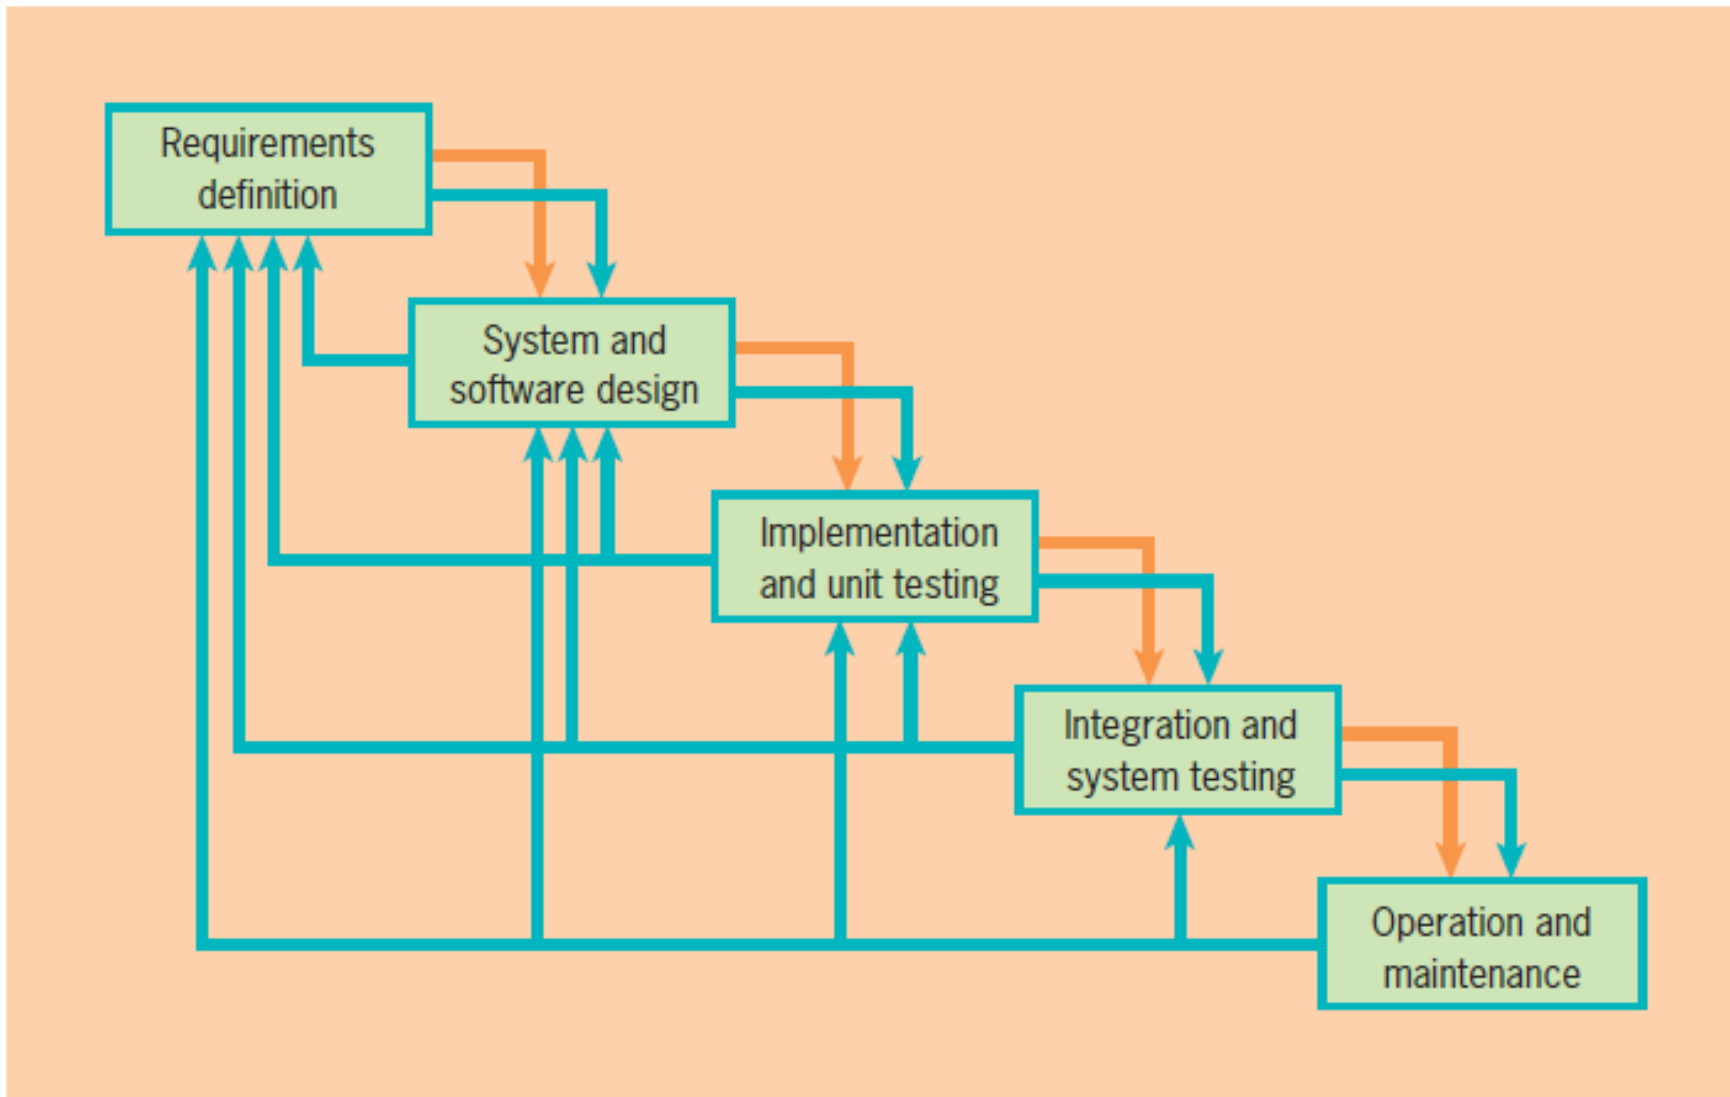 Requirements
definition
System and
software design
Implementation
and unit testing
Integration and
system testing
Operation and
maintenance